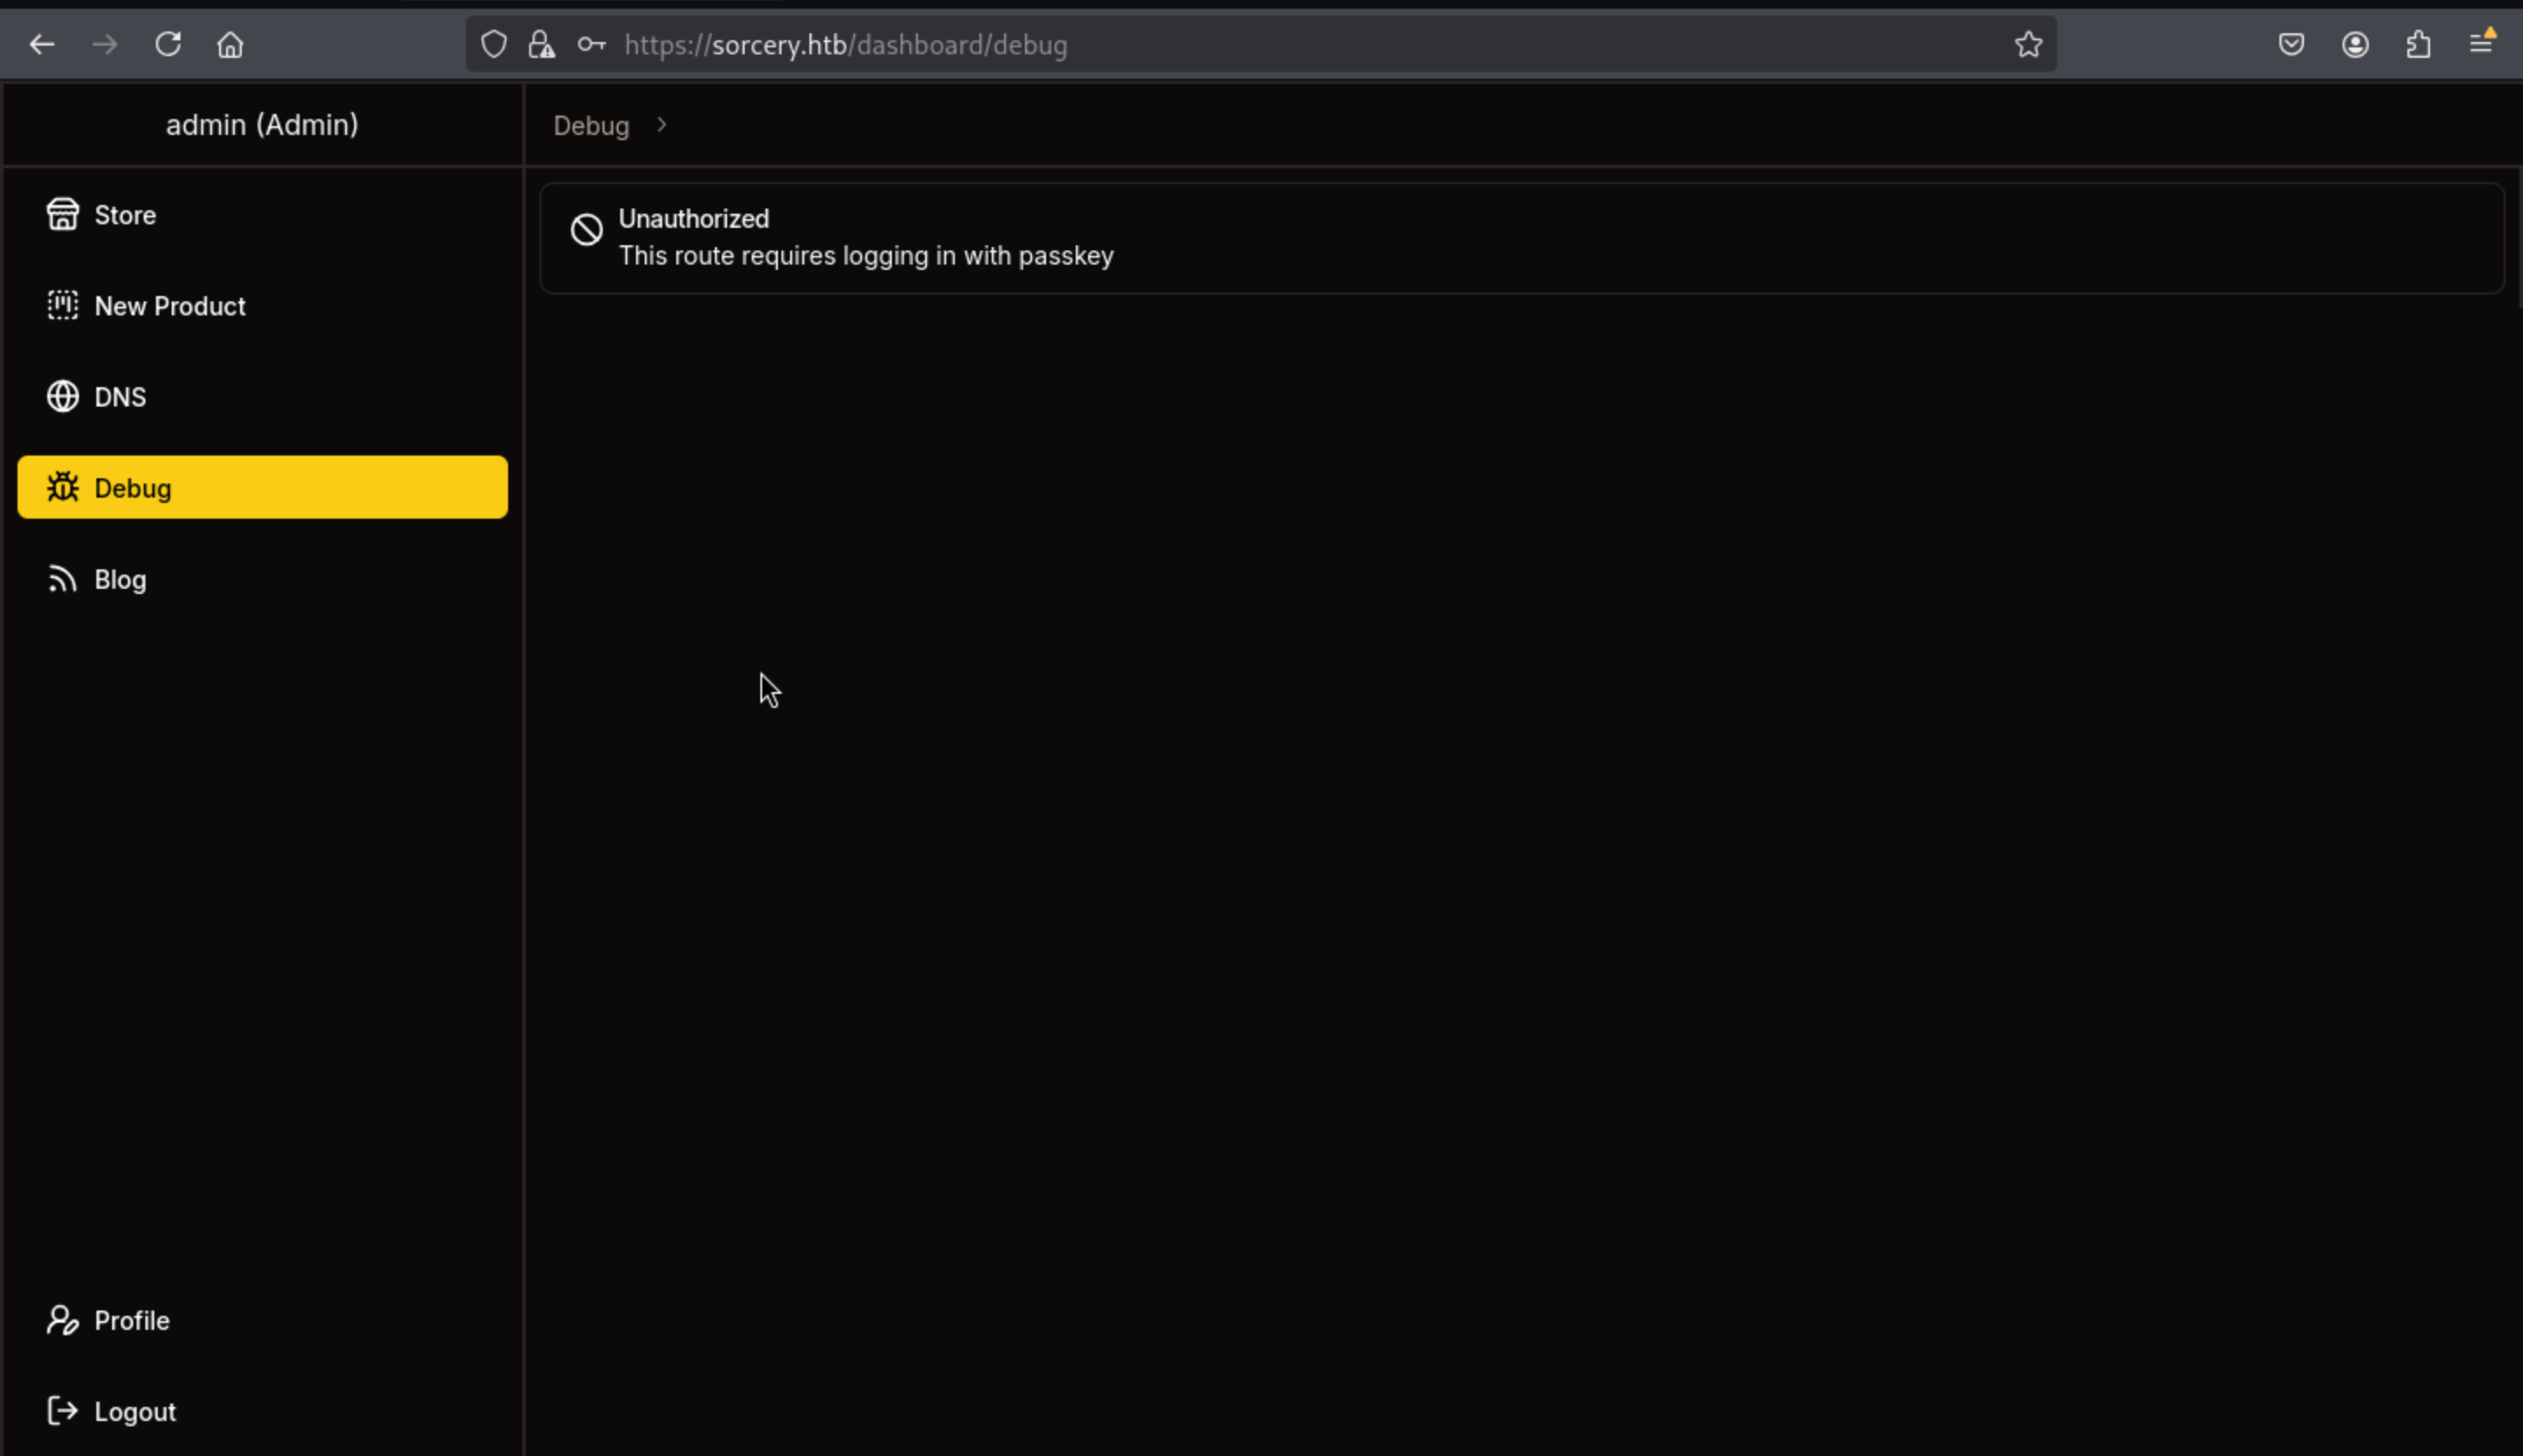 https://sorcery.htb/dashboard/debug
admin (Admin)
Debug
Unauthorized
This route requires logging in with passkey
Store
New Product
DNS
Debug
Blog
Profile
Logout